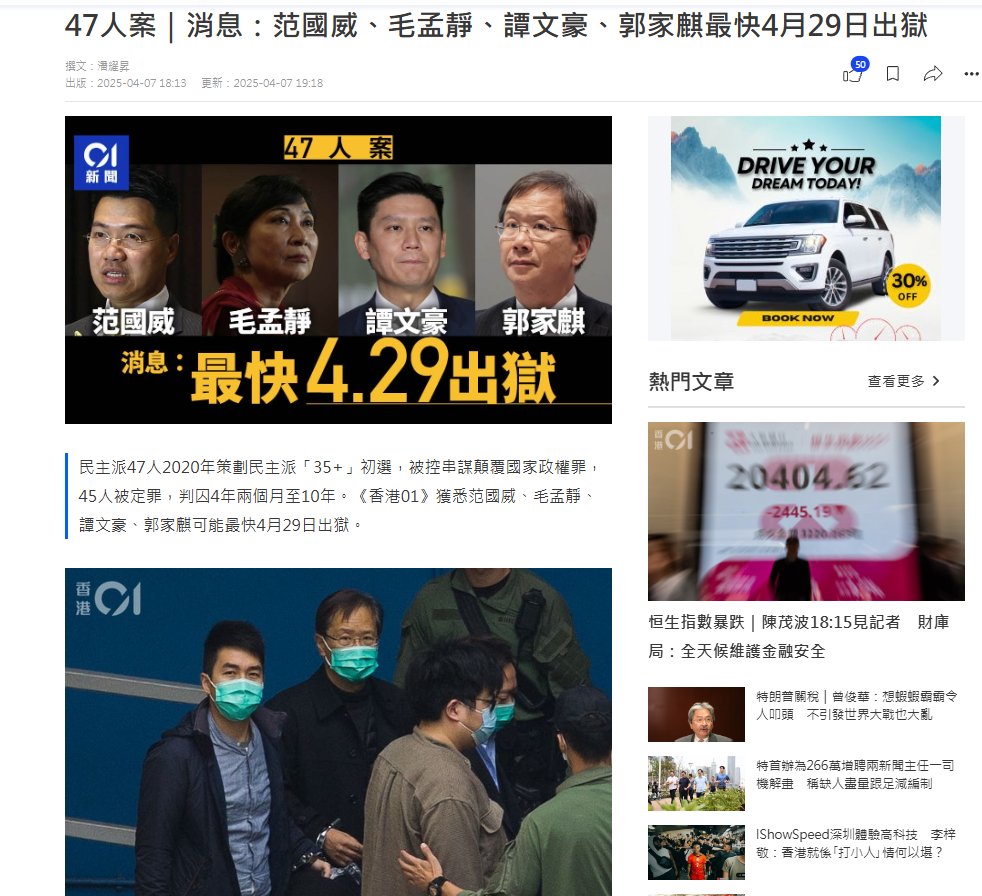 47人案｜消息：范國威、毛孟靜、譚文豪、郭家麒最快4月29日出獄
撰文：潘耀昇
出版：2025-04-07 18:13 更新：2025-04-07 19:18
50
01
新聞
47 人 案
范國威 毛孟靜 譚文豪 郭家麒
消息：最快4.29出獄
DRIVE YOUR
DREAM TODAY!
30%
OFF
BOOK NOW
民主派47人2020年策劃民主派「35+」初選，被控串謀顛覆國家政權罪，
45人被定罪，判囚4年兩個月至10年。《香港01》獲悉范國威、毛孟靜、
譚文豪、郭家麒可能最快4月29日出獄。
香港01
熱門文章
查看更多
香港01
20404.62
-2445.19
恒生指數暴跌｜陳茂波18:15見記者　財庫
局：全天候維護金融安全
特朗普關稅｜曾俊華：想蝦蝦霸霸令
人叩頭　不引發世界大戰也大亂
特首辦為266萬增聘兩新聞主任一司
機解畫　稱缺人盡量跟足減編制
IShowSpeed深圳體驗高科技　李梓
敬：香港就係｢打小人｣情何以堪？